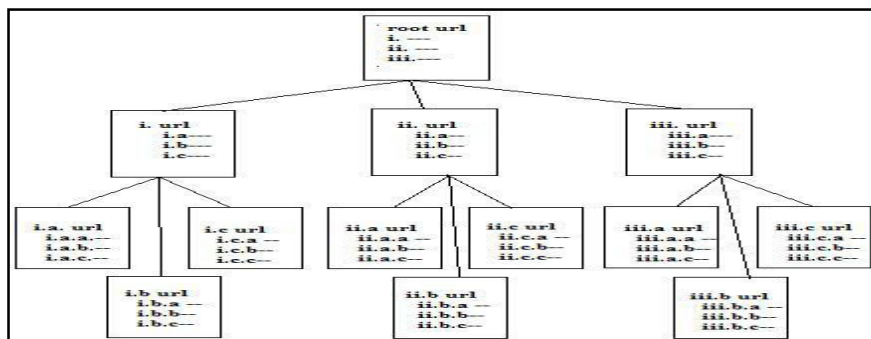 root url
i. ---
ii. ---
iii.---
i. url
i.a---
i.b---
i.c---
ii. url
ii.a--
ii.b--
ii.c--
iii. url
iii.a---
iii.b--
iii.c--
i.a. url
i.a.a.--
i.a.b.--
i.a.c.--
i.c url
i.c.a --
i.c.b--
i.c.c--
ii.a url
ii.a.a --
ii.a.b--
ii.a.c--
ii.c url
ii.c.a --
ii.c.b--
ii.c.c--
iii.a url
iii.a.a --
iii.a.b--
iii.a.c--
iii.c url
iii.c.a --
iii.c.b--
iii.c.c--
i.b url
i.b.a --
i.b.b--
i.b.c--
ii.b url
ii.b.a --
ii.b.b--
ii.b.c--
iii.b url
iii.b.a --
iii.b.b--
iii.b.c--